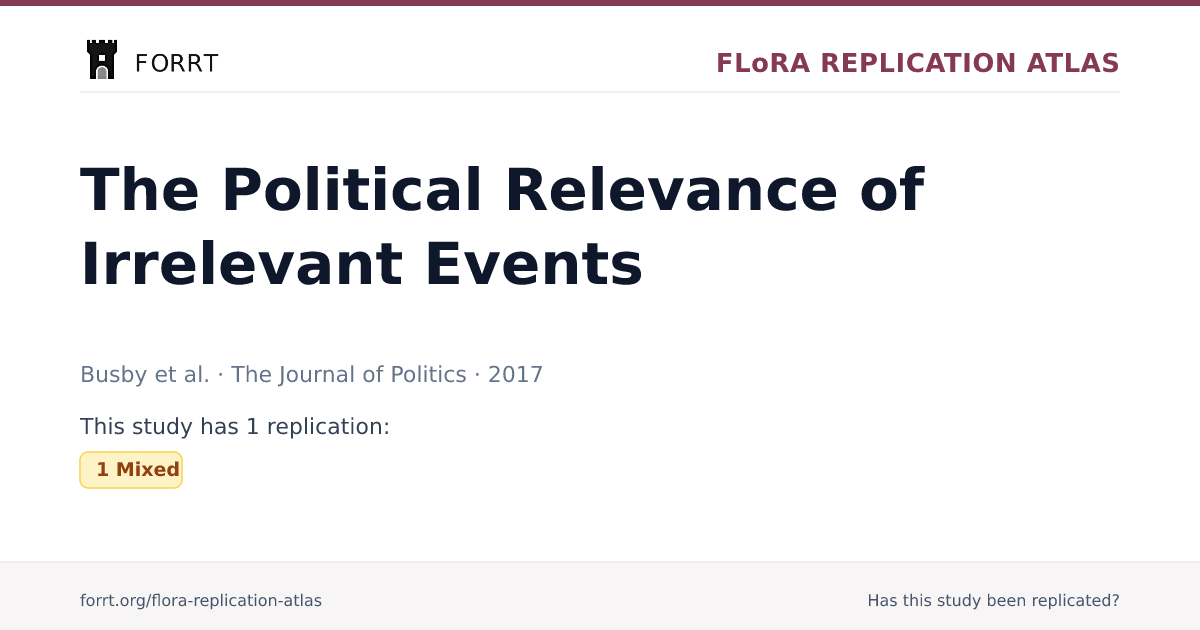 FORRT
FLoRA REPLICATION ATLAS
The Political Relevance of
Irrelevant Events
Busby et al. · The Journal of Politics · 2017
This study has 1 replication:
1 Mixed
forrt.org/flora-replication-atlas
Has this study been replicated?